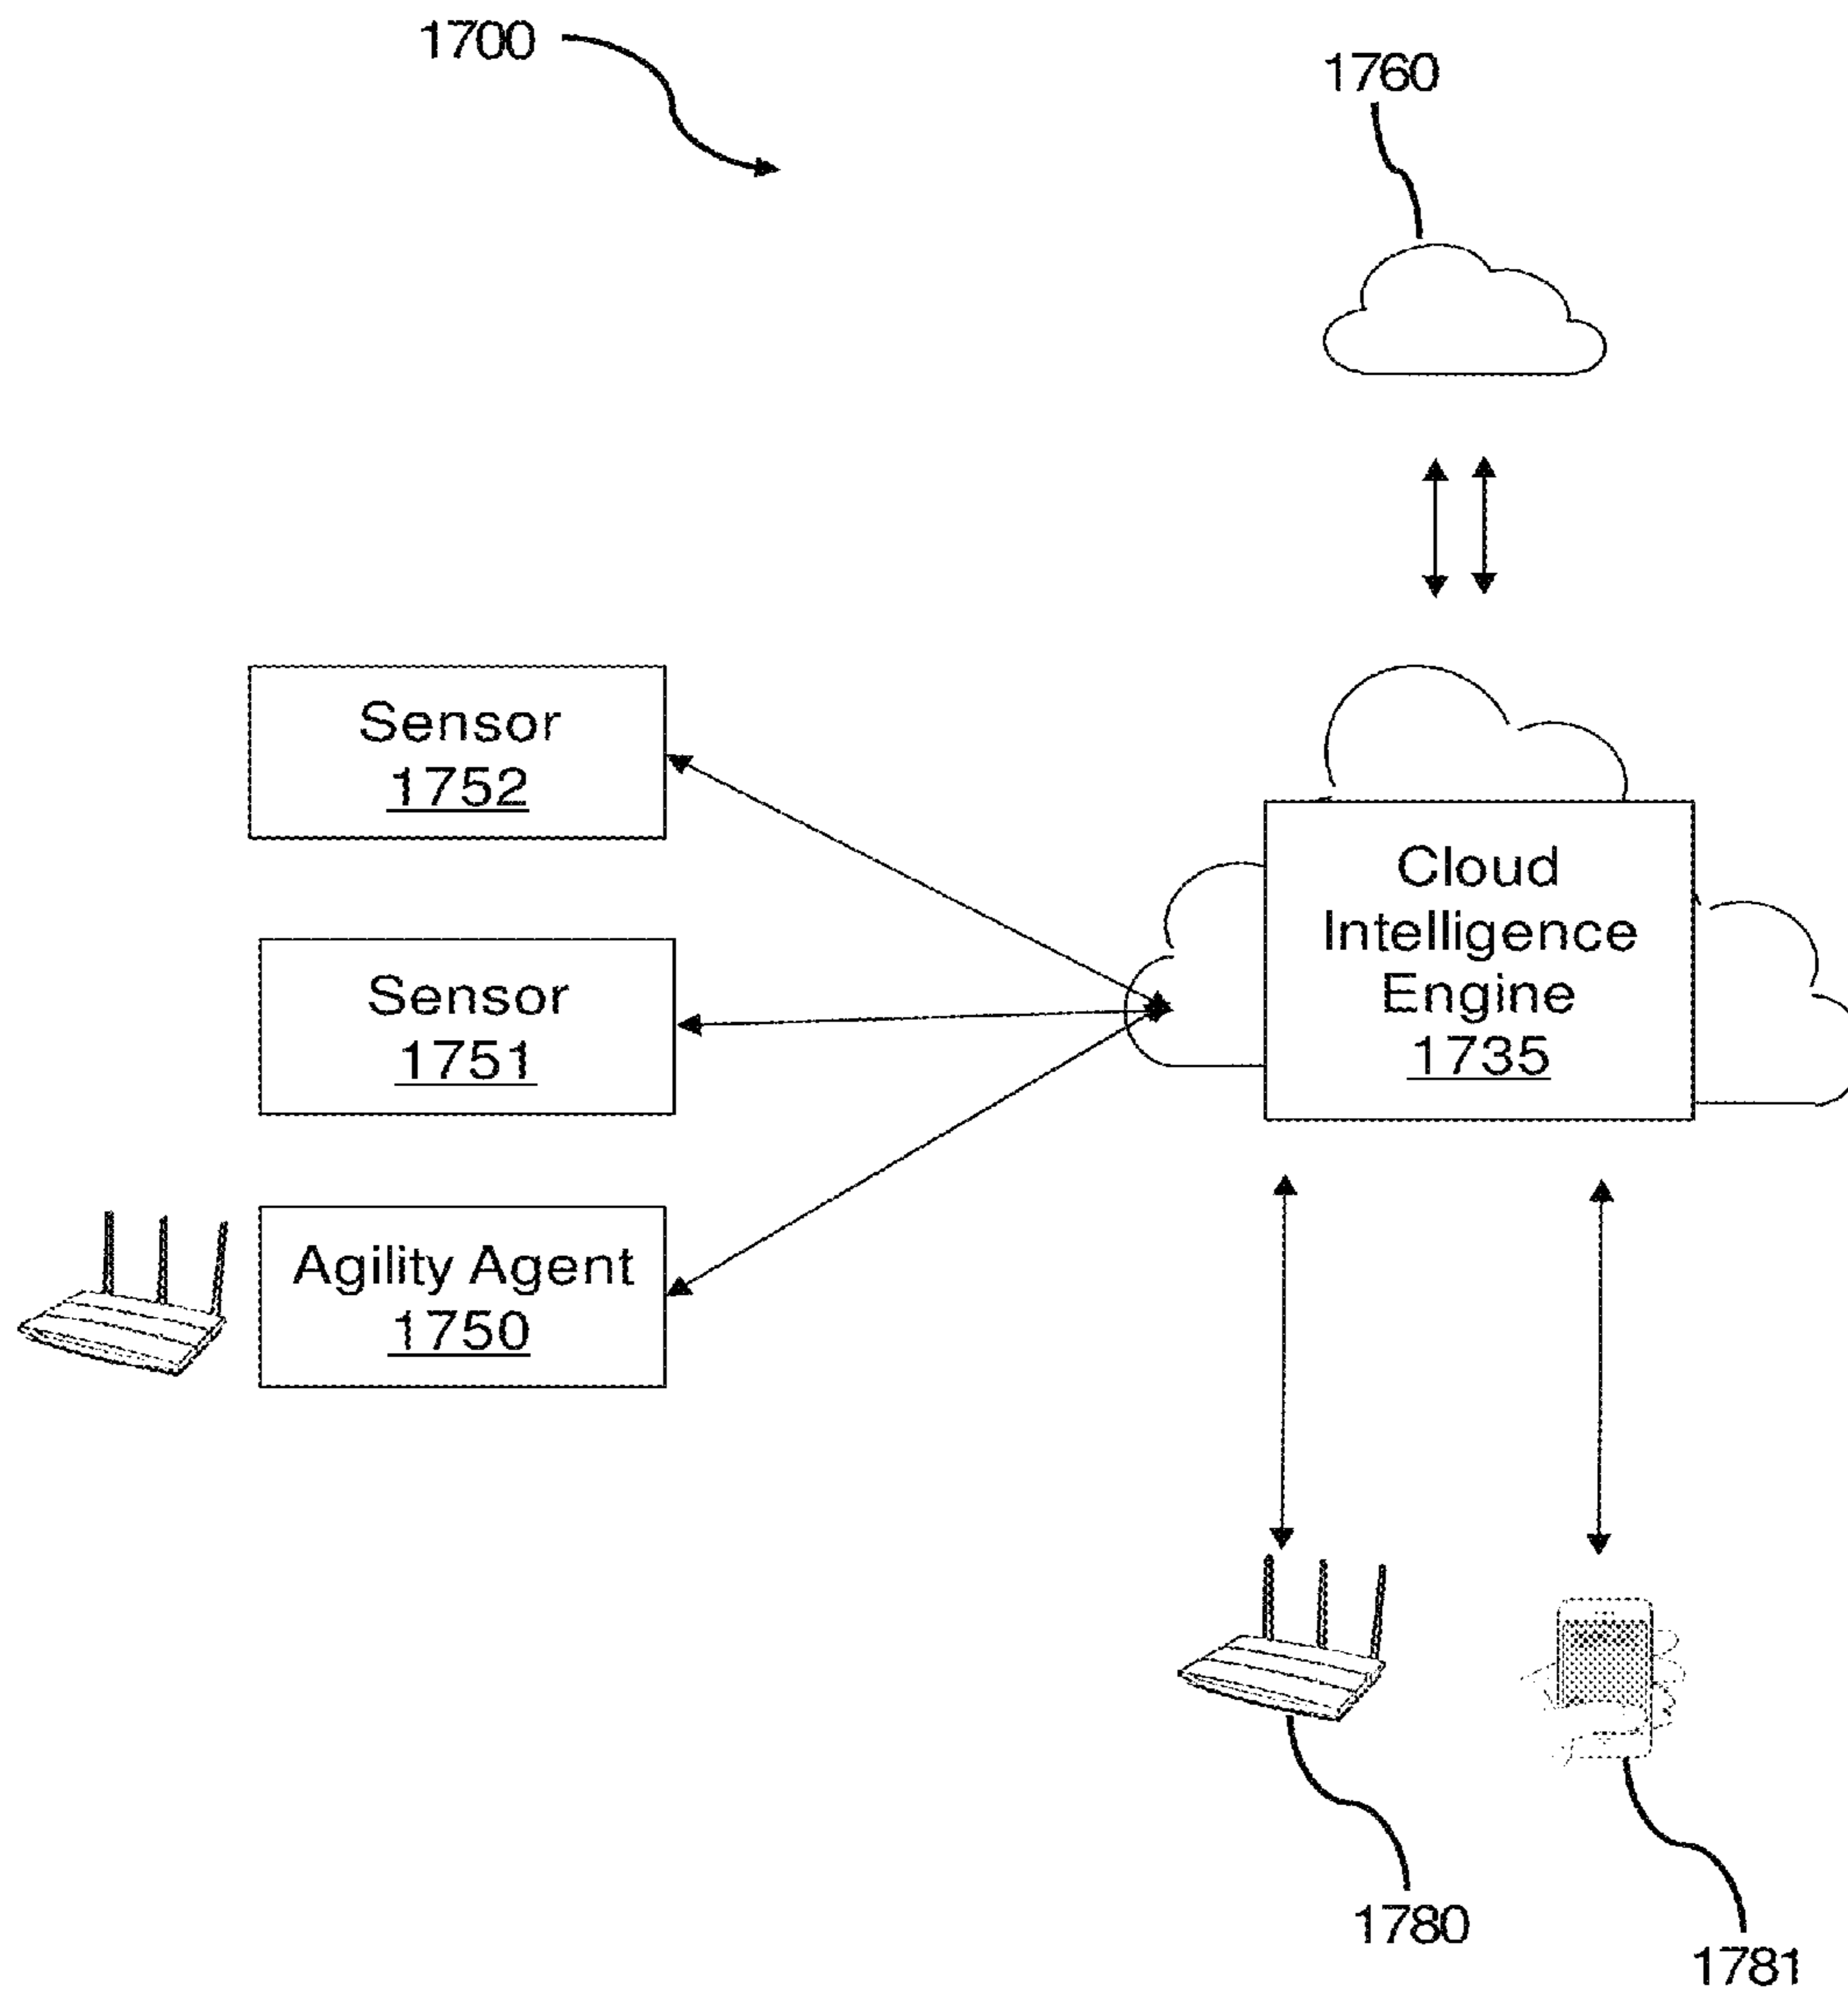 1700
1760
Sensor
1752
Cloud
Intelligence
Engine
1735
Sensor
1751
Agility Agent
1750
1780
1781